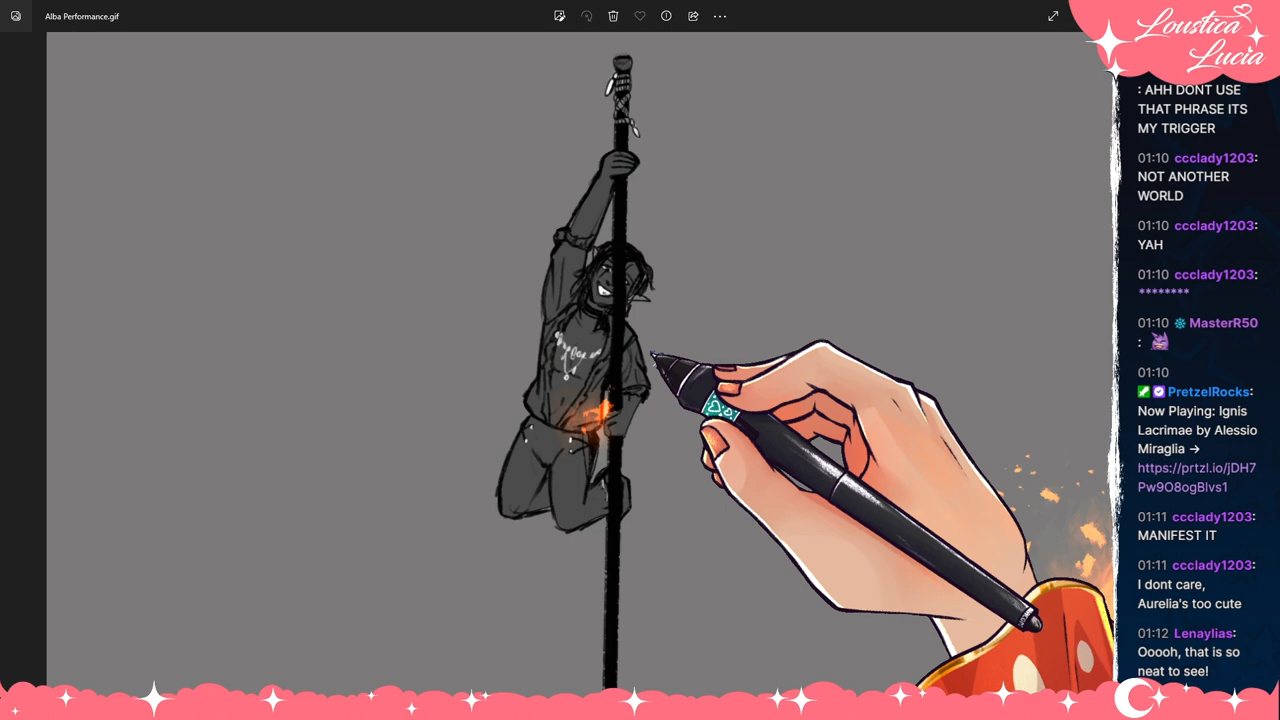 Alba Performance.gif
Loustica
Lucia
: AHH DONT USE
THAT PHRASE ITS
MY TRIGGER
01:10 ccclady1203:
NOT ANOTHER
WORLD
01:10 ccclady1203:
YAH
01:10 ccclady1203:
********
01:10 MasterR50
:
01:10
PretzelRocks:
Now Playing: Ignis
Lacrimae by Alessio
Miraglia →
https://prtzl.io/jDH7
Pw9O8ogBlvs1
01:11 ccclady1203:
MANIFEST IT
01:11 ccclady1203:
I dont care,
Aurelia's too cute
01:12 Lenaylias:
Ooooh, that is so
neat to see!